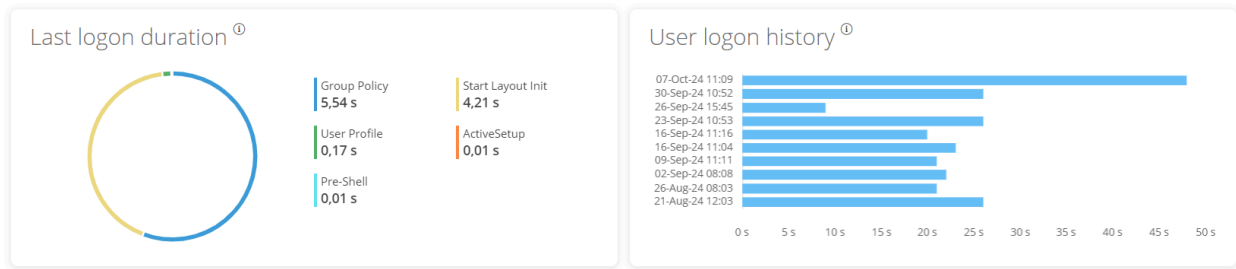 Last logon duration
Group Policy
5,54 s
Start Layout Init
4,21 s
User Profile
0,17 s
ActiveSetup
0,01 s
Pre-Shell
0,01 s
User logon history
07-Oct-24 11:09
30-Sep-24 10:52
26-Sep-24 15:45
23-Sep-24 10:53
16-Sep-24 11:16
16-Sep-24 11:04
09-Sep-24 11:11
02-Sep-24 08:08
26-Aug-24 08:03
21-Aug-24 12:03
0 s 5 s 10 s 15 s 20 s 25 s 30 s 35 s 40 s 45 s 50 s